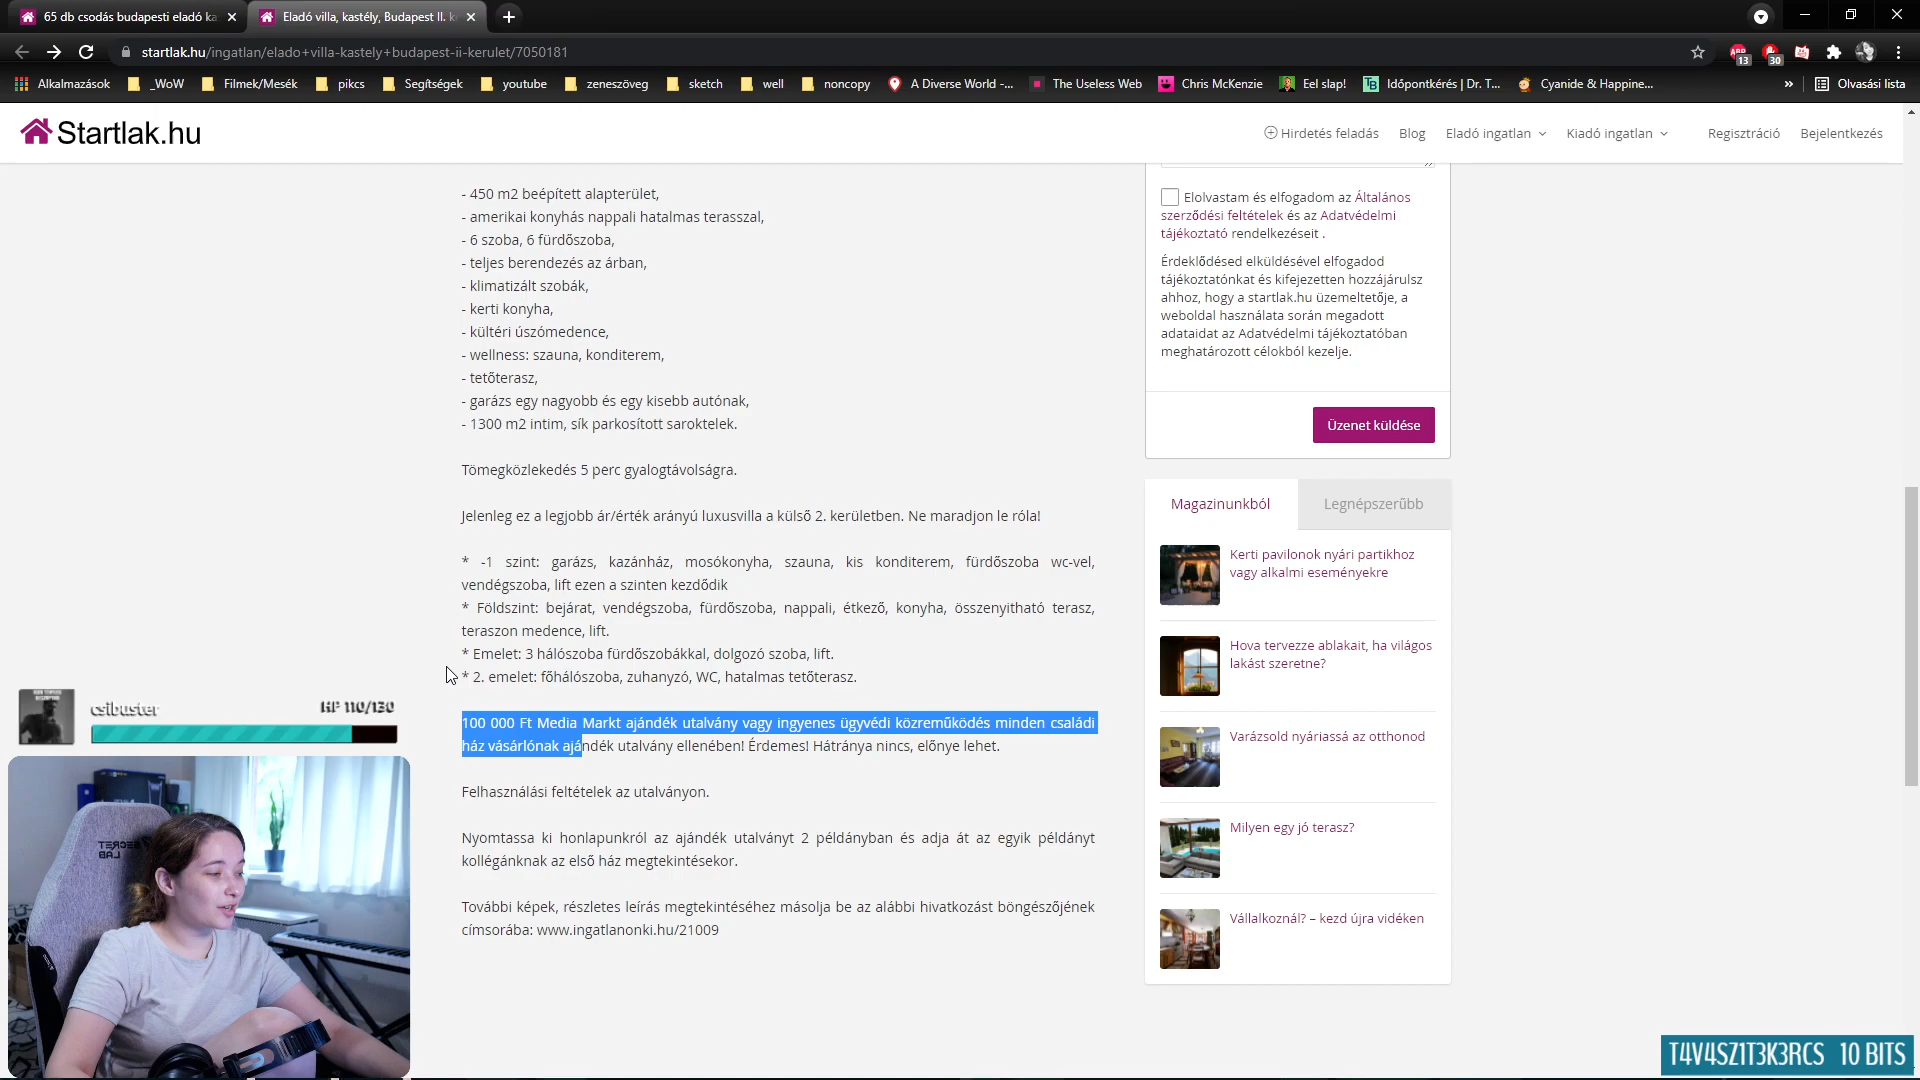 65 db csodás budapesti eladó ka
Eladó villa, kastély, Budapest II. k
startlak.hu/ingatlan/elado+villa-kastely+budapest-ii-kerulet/7050181
13
30
Alkalmazások
_WoW
Filmek/Mesék
pikcs
Segítségek
youtube
zeneszöveg
sketch
well
noncopy
A Diverse World -...
The Useless Web
Chris McKenzie
Eel slap!
Időpontkérés | Dr. T...
Cyanide & Happine...
»
Olvasási lista
Startlak.hu
Hirdetés feladás
Blog
Eladó ingatlan
Kiadó ingatlan
Regisztráció
Bejelentkezés
- 450 m2 beépített alapterület,
- amerikai konyhás nappali hatalmas terasszal,
- 6 szoba, 6 fürdőszoba,
- teljes berendezés az árban,
- klimatizált szobák,
- kerti konyha,
- kültéri úszómedence,
- wellness: szauna, konditerem,
- tetőterasz,
- garázs egy nagyobb és egy kisebb autónak,
- 1300 m2 intim, sík parkosított saroktelek.
Tömegközlekedés 5 perc gyalogtávolságra.
Jelenleg ez a legjobb ár/érték arányú luxusvilla a külső 2. kerületben. Ne maradjon le róla!
* -1 szint: garázs, kazánház, mosókonyha, szauna, kis konditerem, fürdőszoba wc-vel,
vendégszoba, lift ezen a szinten kezdődik
* Földszint: bejárat, vendégszoba, fürdőszoba, nappali, étkező, konyha, összenyitható terasz,
teraszon medence, lift.
* Emelet: 3 hálószoba fürdőszobákkal, dolgozó szoba, lift.
* 2. emelet: főhálószoba, zuhanyzó, WC, hatalmas tetőterasz.
100 000 Ft Media Markt ajándék utalvány vagy ingyenes ügyvédi közreműködés minden családi
ház vásárlónak ajándék utalvány ellenében! Érdemes! Hátránya nincs, előnye lehet.
Felhasználási feltételek az utalványon.
Nyomtassa ki honlapunkról az ajándék utalványt 2 példányban és adja át az egyik példányt
kollégánknak az első ház megtekintésekor.
További képek, részletes leírás megtekintéséhez másolja be az alábbi hivatkozást böngészőjének
címsorába: www.ingatlanonki.hu/21009
Elolvastam és elfogadom az Általános
szerződési feltételek és az Adatvédelmi
tájékoztató rendelkezéseit .
Érdeklődésed elküldésével elfogadod
tájékoztatónkat és kifejezetten hozzájárulsz
ahhoz, hogy a startlak.hu üzemeltetője, a
weboldal használata során megadott
adataidat az Adatvédelmi tájékoztatóban
meghatározott célokból kezelje.
Üzenet küldése
Magazinunkból
Legnépszerűbb
Kerti pavilonok nyári partikhoz
vagy alkalmi eseményekre
Hova tervezze ablakait, ha világos
lakást szeretne?
Varázsold nyáriassá az otthonod
Milyen egy jó terasz?
Vállalkoznál? – kezd újra vidéken
csibuster
HP 110/130
SECRET
LAB
T4V4SZ1T3K3RCS 10 BITS